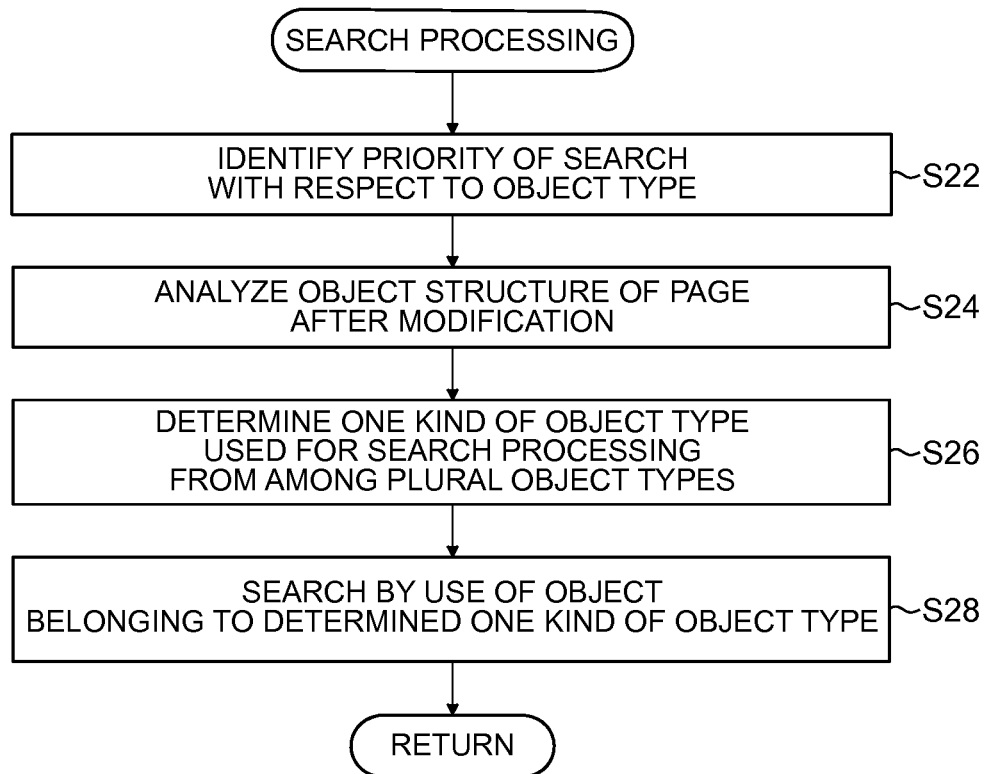 SEARCH PROCESSING
IDENTIFY PRIORITY OF SEARCH
WITH RESPECT TO OBJECT TYPE
S22
ANALYZE OBJECT STRUCTURE OF PAGE
AFTER MODIFICATION
S24
DETERMINE ONE KIND OF OBJECT TYPE
USED FOR SEARCH PROCESSING
FROM AMONG PLURAL OBJECT TYPES
S26
SEARCH BY USE OF OBJECT
BELONGING TO DETERMINED ONE KIND OF OBJECT TYPE
S28
RETURN